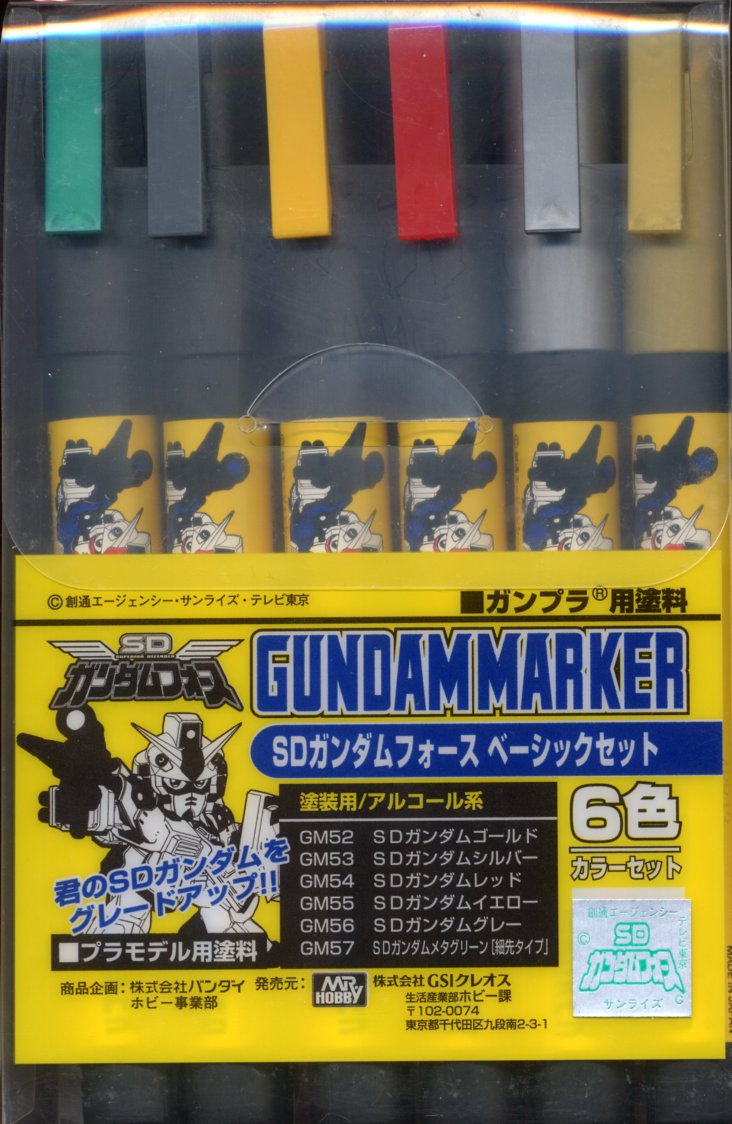 ©創通エージェンシー・サンライズ・テレビ東京
■ガンプラ®用塗料
SD
SUPERIOR DEFENDER
ガンダムフォース
GUNDAM MARKER
SDガンダムフォース ベーシックセット
塗装用/アルコール系
GM52 SDガンダムゴールド
GM53 SDガンダムシルバー
GM54 SDガンダムレッド
GM55 SDガンダムイエロー
GM56 SDガンダムグレー
GM57 SDガンダムメタグリーン[細先タイプ]
6色
カラーセット
君のSDガンダムを
グレードアップ!!
■プラモデル用塗料
商品企画:株式会社バンダイ
ホビー事業部
発売元:
MR.
HOBBY
株式会社GSIクレオス
生活産業部ホビー課
〒102-0074
東京都千代田区九段南2-3-1
創通エージェンシー
テレビ東京
©
SD
ガンダムフォース
サンライズ
MADE IN JAPAN